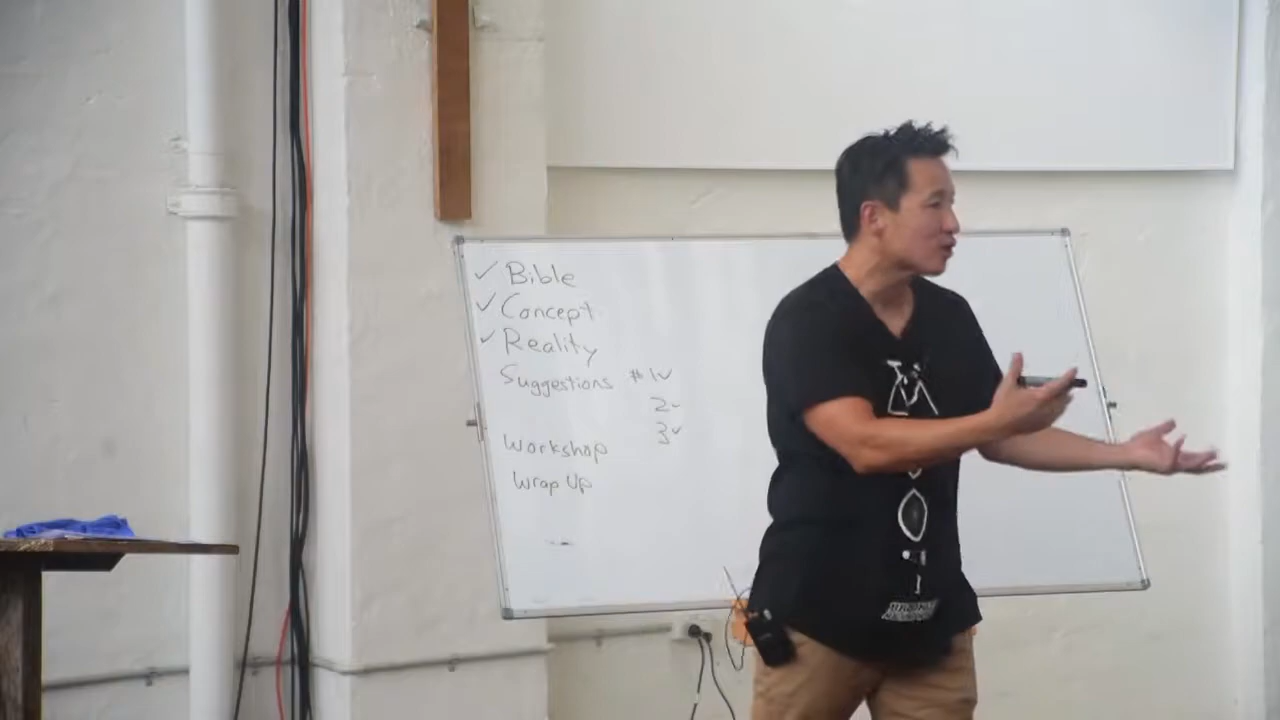 ✓ Bible
✓ Concept
✓ Reality
Suggestions #1✓
2✓
3✓
Workshop
Wrap Up